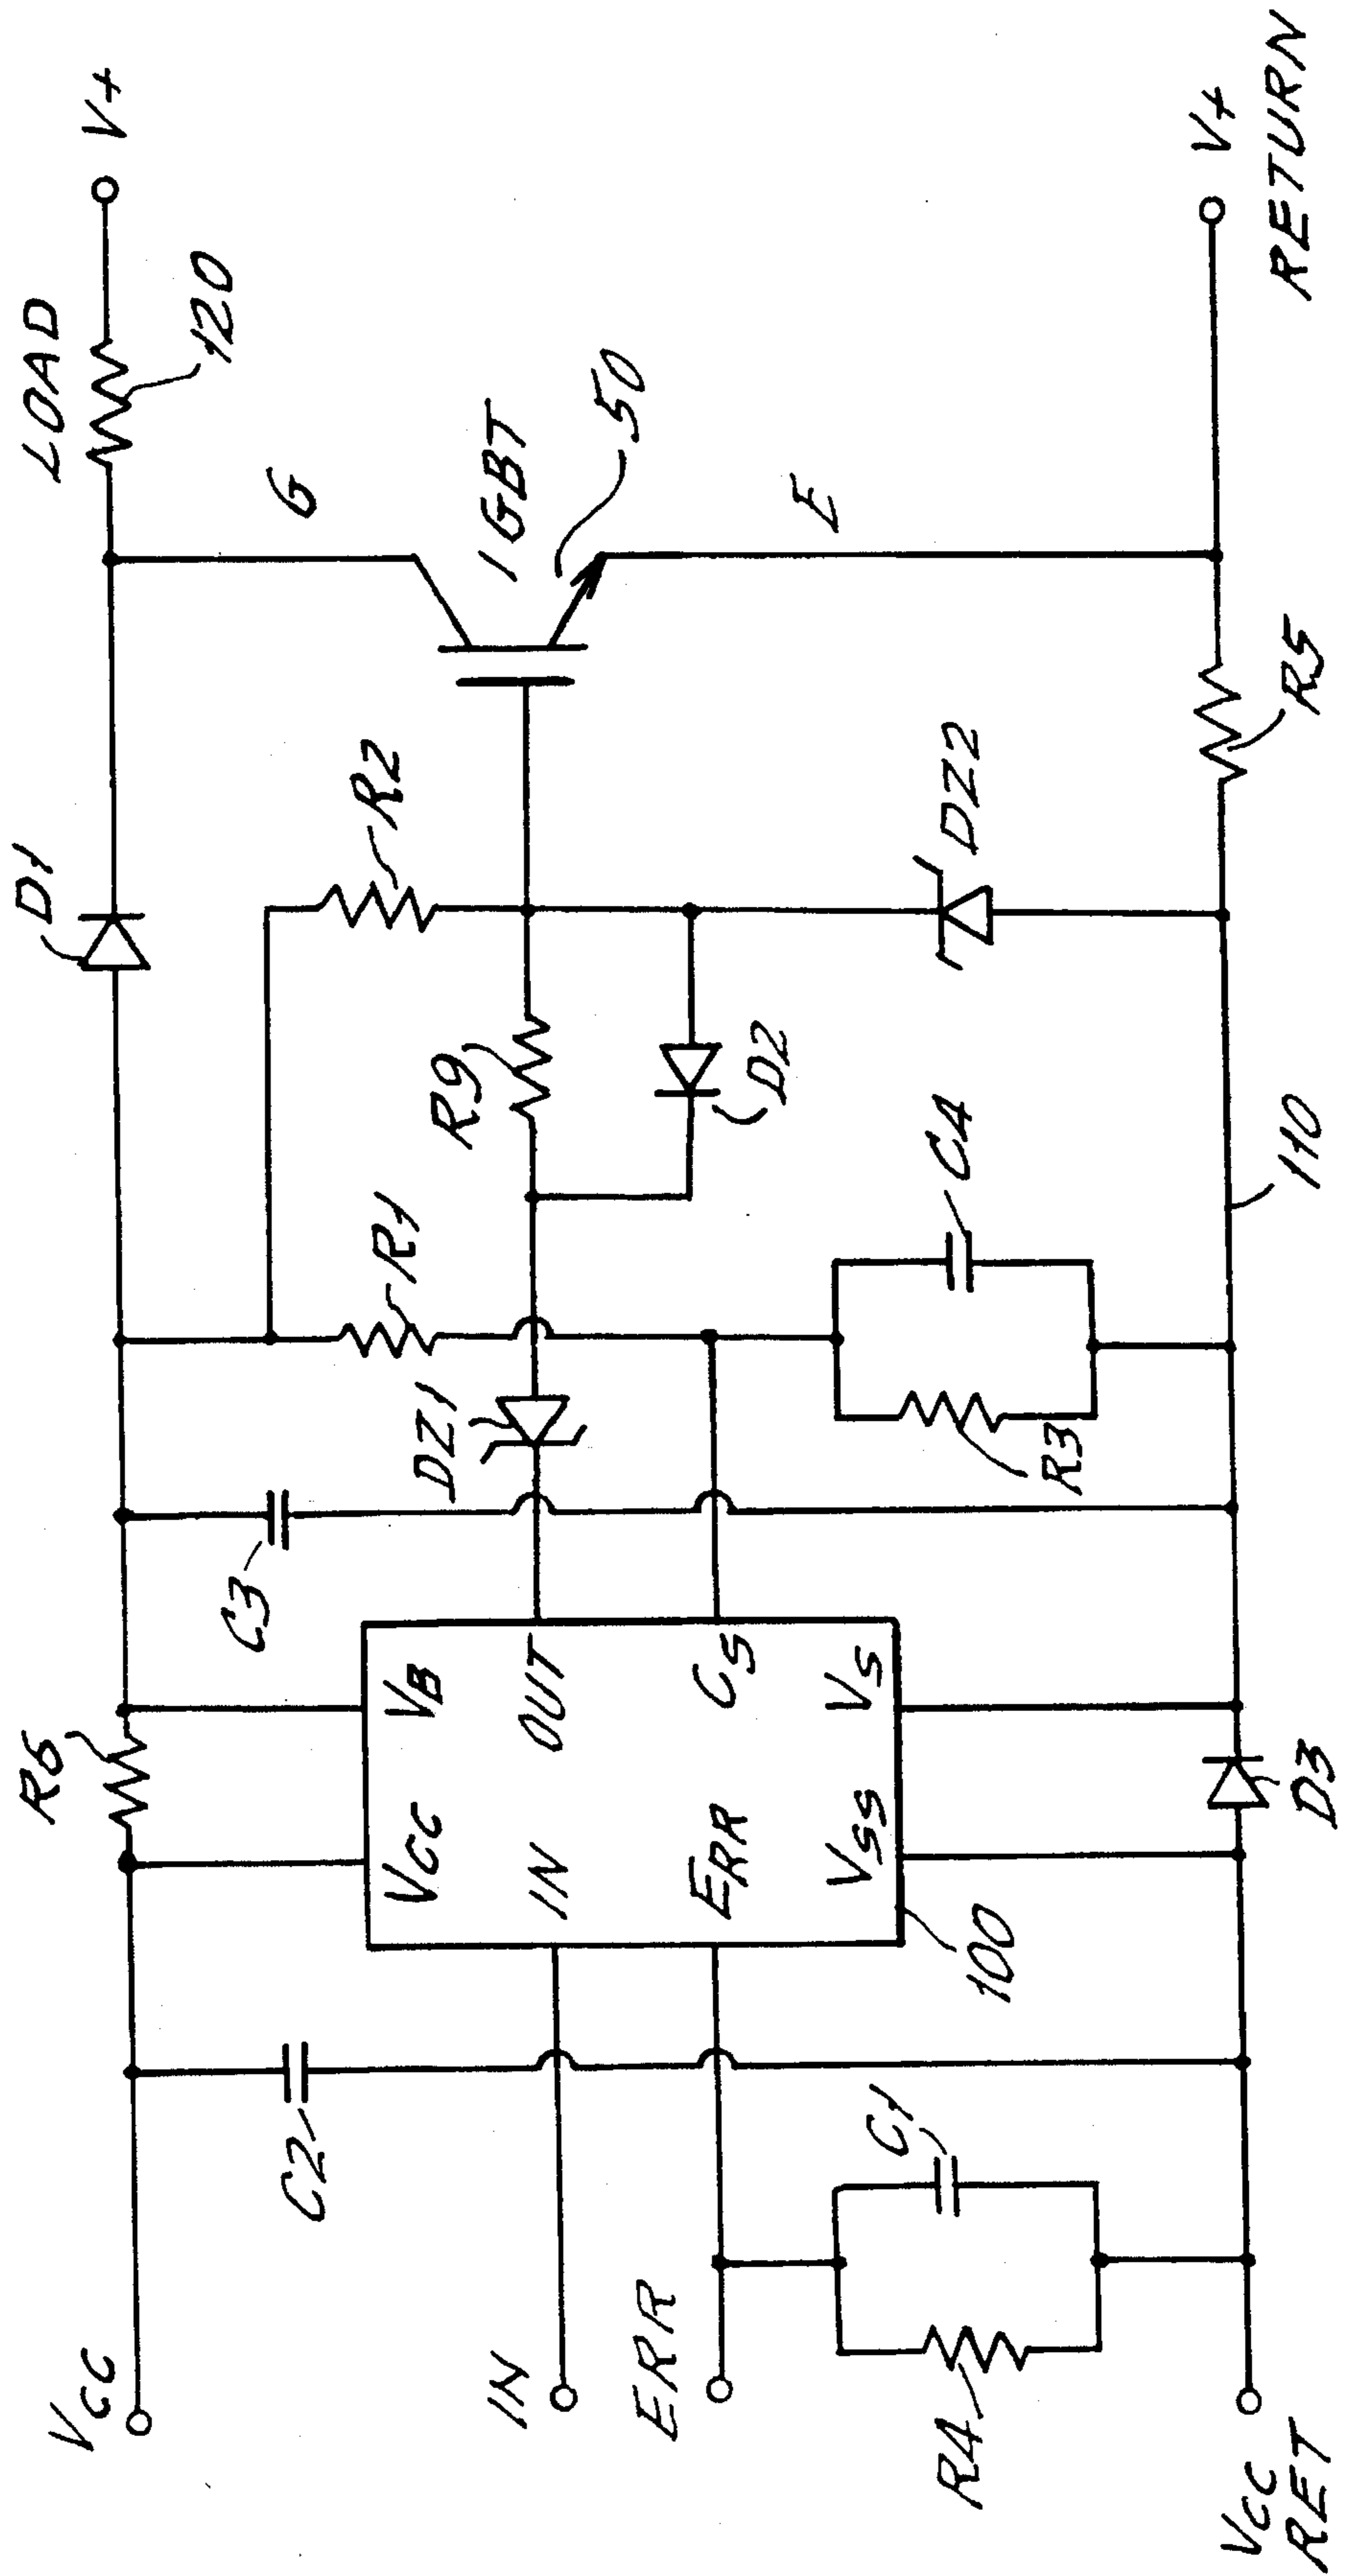 LOAD
V+
120
D1
G
R2
IGBT
50
E
R9
D2
DZ2
R5
V+
RETURN
R1
DZ1
C4
R3
110
C3
R6
VB
VCC
OUT
IN
CS
ERR
VS
VSS
100
D3
C2
C1
R4
VCC
IN
ERR
VCC
RET